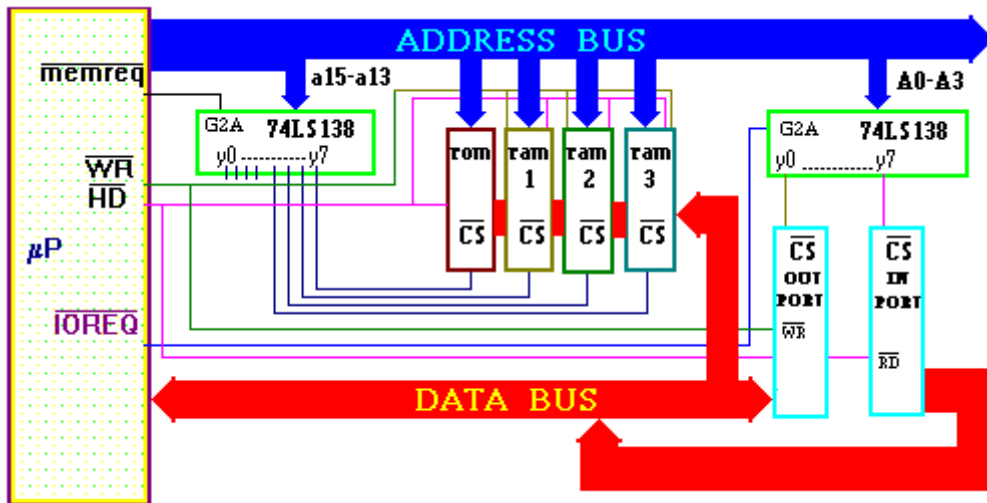 ADDRESS BUS
memreq
a15-a13
A0-A3
G2A 74LS138
y0 ........... y7
rom
ram 1
ram 2
ram 3
G2A 74LS138
y0 ........... y7
WR
HD
CS
CS
CS
CS
µP
CS
OUT
PORT
CS
IN
PORT
IOREQ
WR
RD
DATA BUS